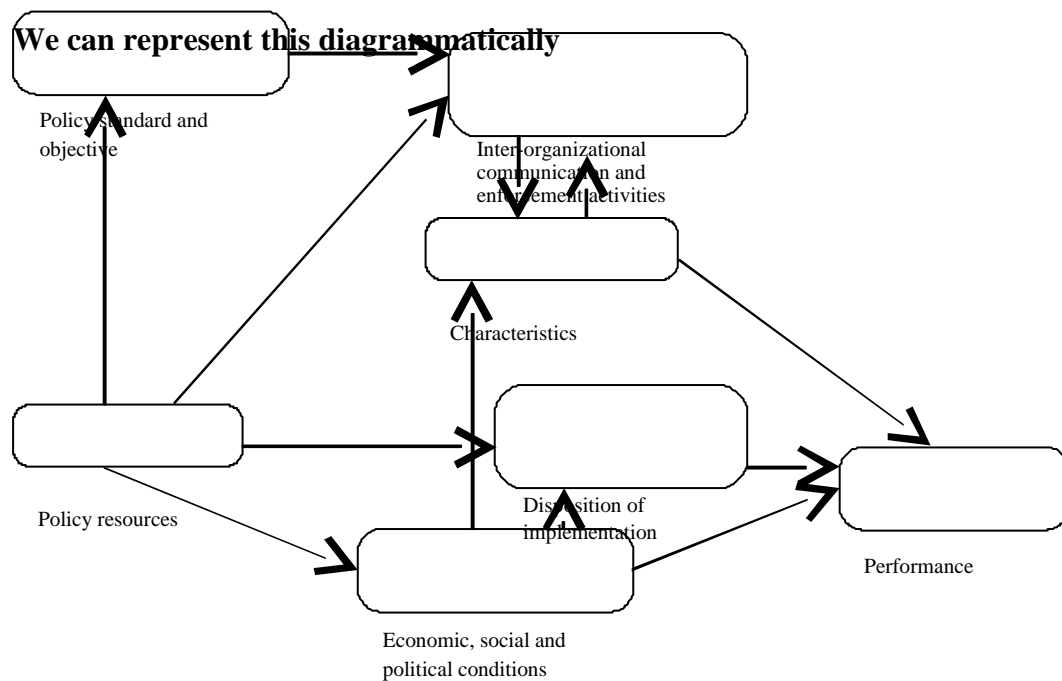 We can represent this diagrammatically
Policy standard and
objective
Inter-organizational
communication and
enforcement activities
Characteristics
Disposition of
implementation
Policy resources
Performance
Economic, social and
political conditions